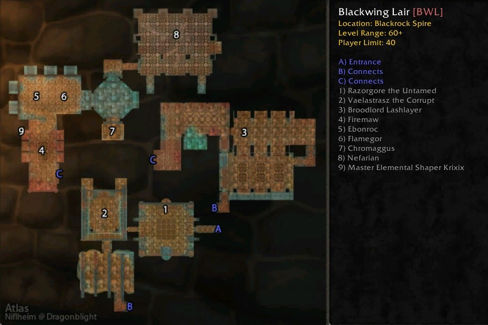 Blackwing Lair [BWL]
Location: Blackrock Spire
Level Range: 60+
Player Limit: 40
A) Entrance
B) Connects
C) Connects
1) Razorgore the Untamed
2) Vaelastrasz the Corrupt
3) Broodlord Lashlayer
4) Firemaw
5) Ebonroc
6) Flamegor
7) Chromaggus
8) Nefarian
9) Master Elemental Shaper Krixix
8
5 6
9
7
4
3
C
C
B
2
1
A
B
Atlas
Niflheim @ Dragonblight